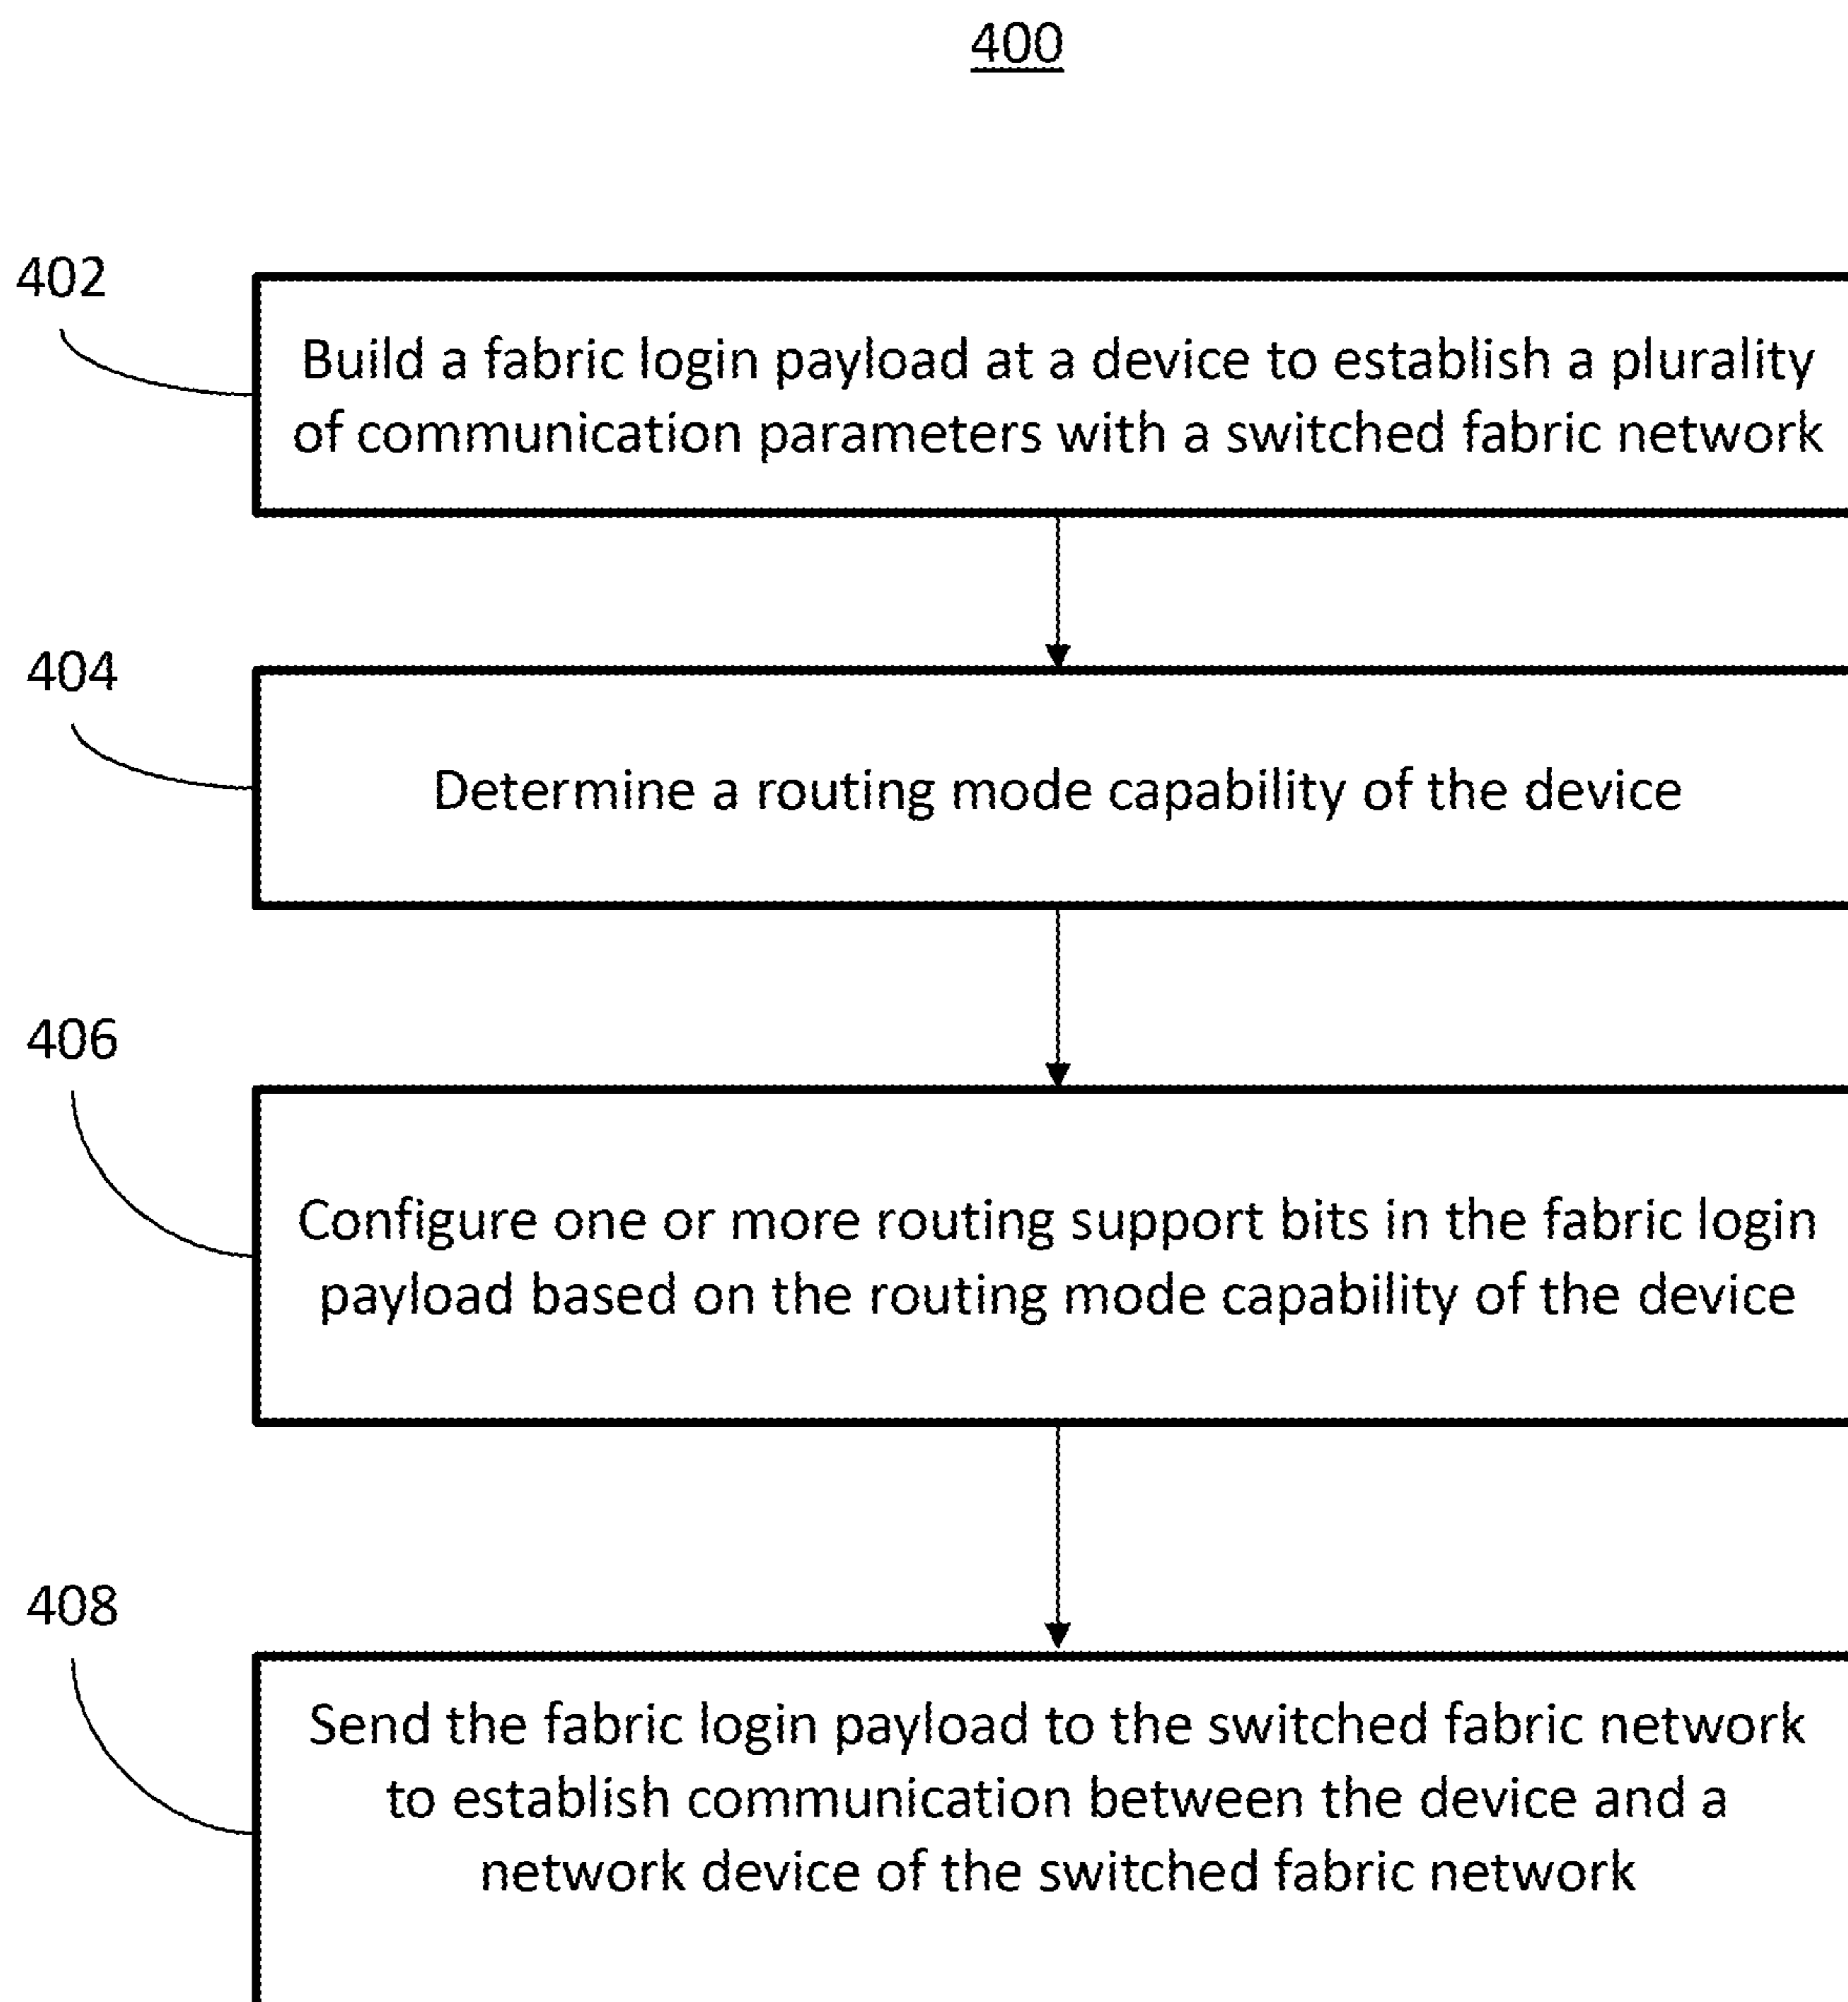 400
402
Build a fabric login payload at a device to establish a plurality
of communication parameters with a switched fabric network
404
Determine a routing mode capability of the device
406
Configure one or more routing support bits in the fabric login
payload based on the routing mode capability of the device
408
Send the fabric login payload to the switched fabric network
to establish communication between the device and a
network device of the switched fabric network